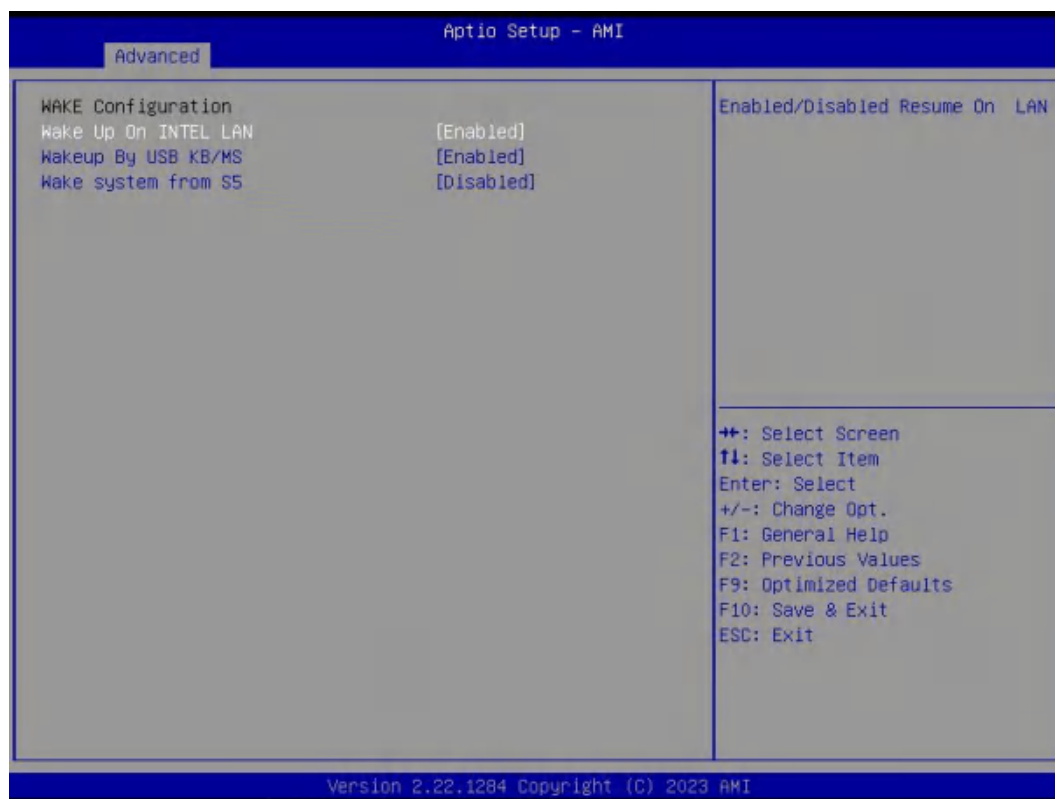 Aptio Setup - AMI
Advanced
WAKE Configuration
Wake Up On INTEL LAN [Enabled]
Wakeup By USB KB/MS [Enabled]
Wake system from S5 [Disabled]
Enabled/Disabled Resume On LAN
→←: Select Screen
↑↓: Select Item
Enter: Select
+/-: Change Opt.
F1: General Help
F2: Previous Values
F9: Optimized Defaults
F10: Save & Exit
ESC: Exit
Version 2.22.1284 Copyright (C) 2023 AMI